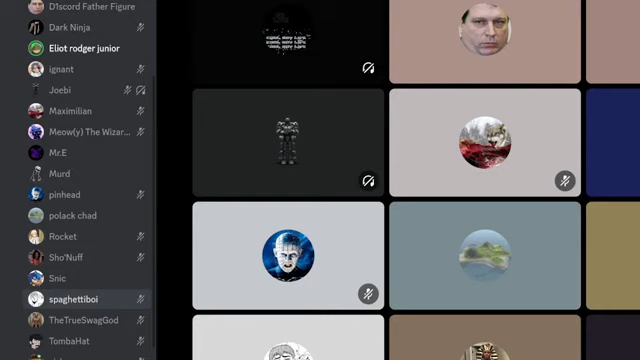 D1scord Father Figure
Dark Ninja
Eliot rodger junior
ignant
Joebi
Maximilian
Meow(y) The Wizar...
Mr.E
Murd
pinhead
polack chad
Rocket
Sho'Nuff
Snic
spaghettiboi
TheTrueSwagGod
TombaHat